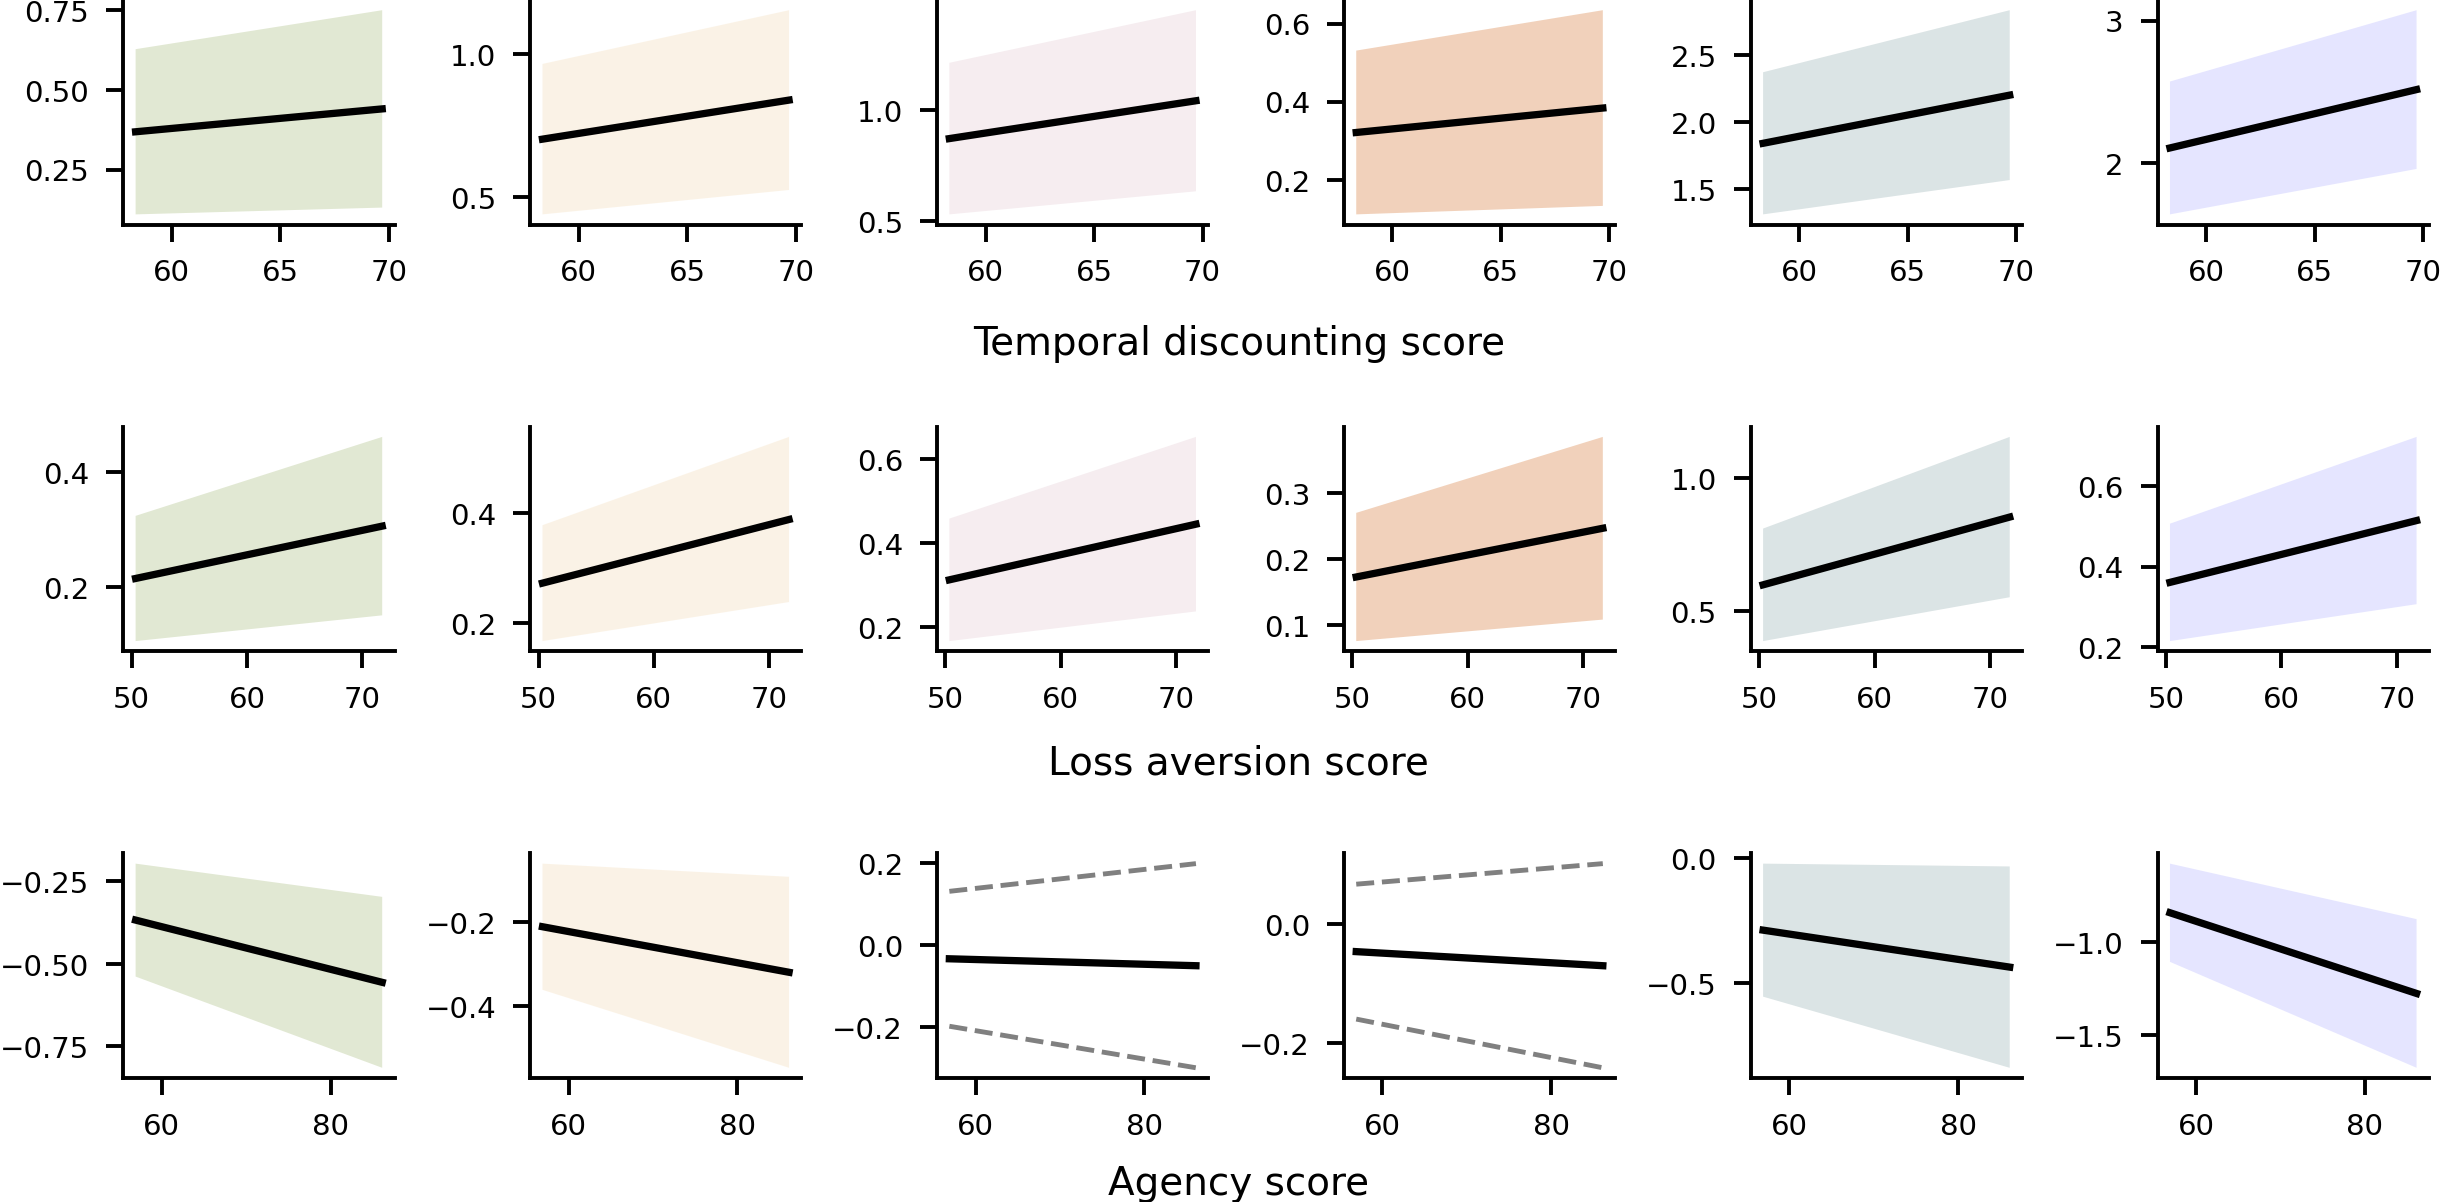 0.75 0.50 0.25 1.0 0.5 1.0 0.5 0.6 0.4 0.2 2.5 2.0 1.5 3 2
60 65 70 60 65 70 60 65 70 60 65 70 60 65 70 60 65 70
Temporal discounting score
0.4 0.2 0.4 0.2 0.6 0.4 0.2 0.3 0.2 0.1 1.0 0.5 0.6 0.4 0.2
50 60 70 50 60 70 50 60 70 50 60 70 50 60 70 50 60 70
Loss aversion score
−0.25 −0.50 −0.75 −0.2 −0.4 0.2 0.0 −0.2 0.0 −0.2 0.0 −0.5 −1.0 −1.5
60 80 60 80 60 80 60 80 60 80 60 80
Agency score